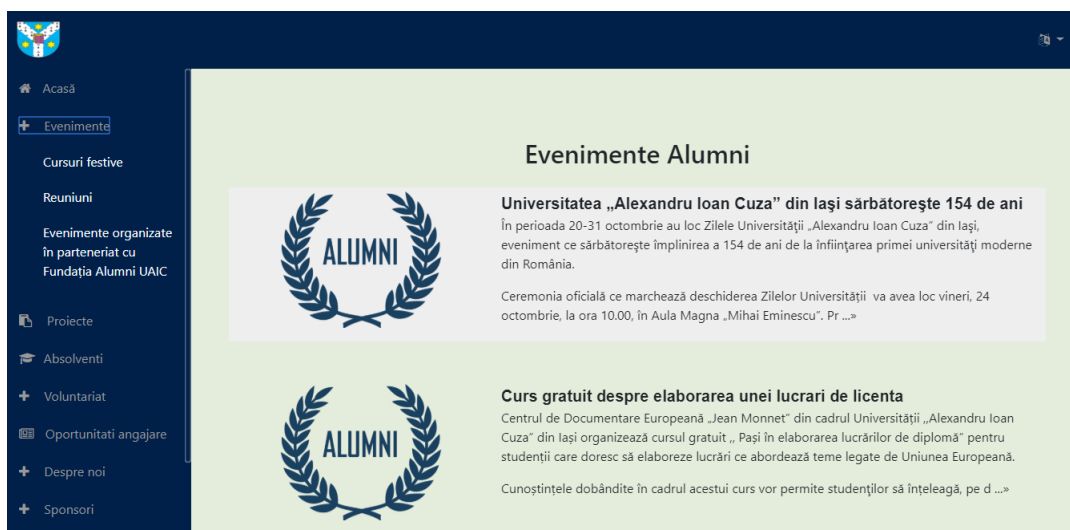 Acasă
Evenimente
Cursuri festive
Reuniuni
Evenimente organizate
în parteneriat cu
Fundația Alumni UAIC
Proiecte
Absolventi
Voluntariat
Oportunitati angajare
Despre noi
Sponsori
Evenimente Alumni
ALUMNI
Universitatea „Alexandru Ioan Cuza” din Iaşi sărbătoreşte 154 de ani
În perioada 20-31 octombrie au loc Zilele Universităţii „Alexandru Ioan Cuza” din Iaşi,
eveniment ce sărbătoreşte împlinirea a 154 de ani de la înfiinţarea primei universităţi moderne
din România.
Ceremonia oficială ce marchează deschiderea Zilelor Universității va avea loc vineri, 24
octombrie, la ora 10.00, în Aula Magna „Mihai Eminescu”. Pr ...»
ALUMNI
Curs gratuit despre elaborarea unei lucrari de licenta
Centrul de Documentare Europeană „Jean Monnet” din cadrul Universității „Alexandru Ioan
Cuza” din Iași organizează cursul gratuit ,, Pași în elaborarea lucrărilor de diplomă” pentru
studenții care doresc să elaboreze lucrări ce abordează teme legate de Uniunea Europeană.
Cunoștințele dobândite în cadrul acestui curs vor permite studenţilor să înțeleagă, pe d ...»